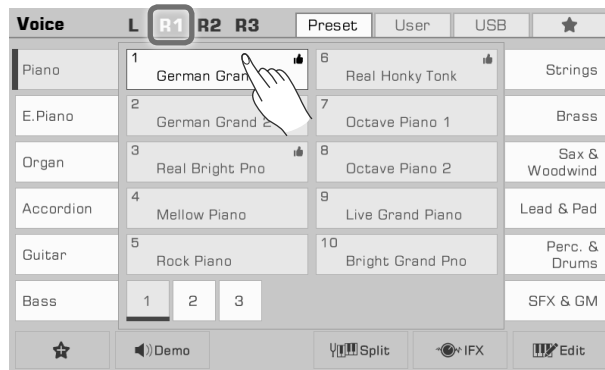 Voice L R1 R2 R3 Preset User USB
Piano
E.Piano
Organ
Accordion
Guitar
Bass
1
German Gran
2
German Grand 2
3
Real Bright Pno
4
Mellow Piano
5
Rock Piano
6
Real Honky Tonk
7
Octave Piano 1
8
Octave Piano 2
9
Live Grand Piano
10
Bright Grand Pno
1 2 3
Strings
Brass
Sax &
Woodwind
Lead & Pad
Perc. &
Drums
SFX & GM
Demo Split IFX Edit